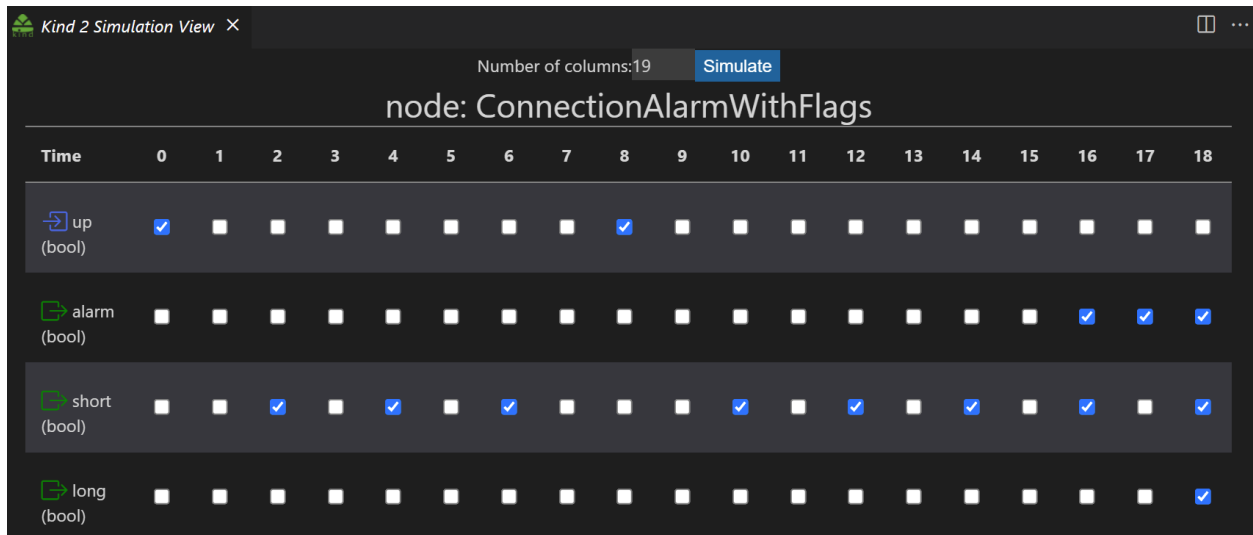 Kind 2 Simulation View
Number of columns:19 Simulate
node: ConnectionAlarmWithFlags
Time 0 1 2 3 4 5 6 7 8 9 10 11 12 13 14 15 16 17 18
up
(bool)
alarm
(bool)
short
(bool)
long
(bool)